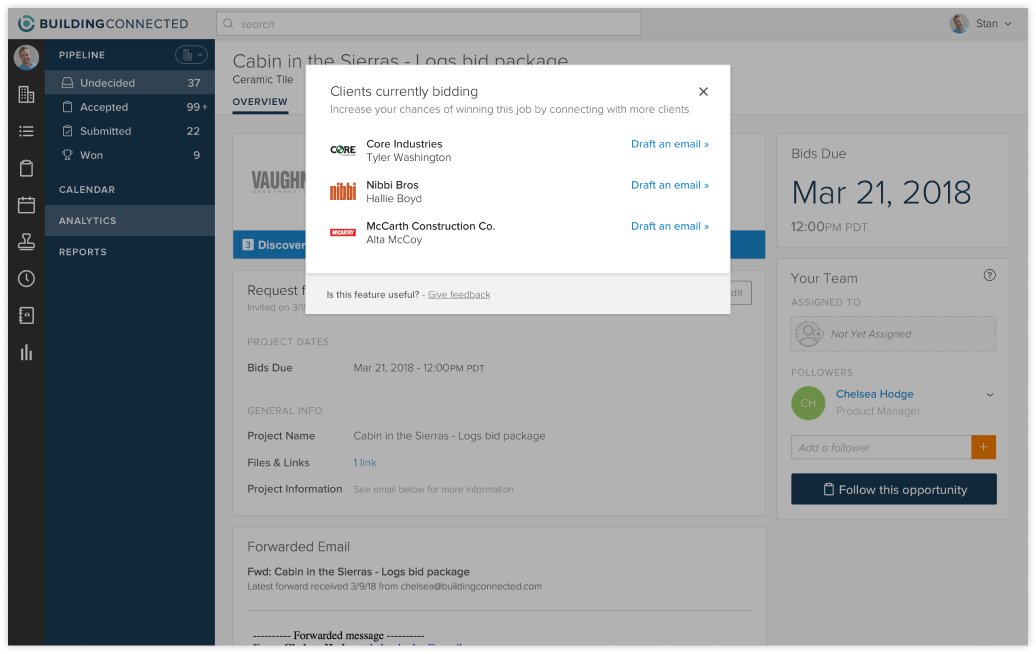 BUILDINGCONNECTED
search
Stan
PIPELINE
Undecided 37
Accepted 99+
Submitted 22
Won 9
CALENDAR
ANALYTICS
REPORTS
Cabin in the Sierras - Logs bid package
Ceramic Tile
OVERVIEW
Clients currently bidding
Increase your chances of winning this job by connecting with more clients
CORE
Core Industries
Tyler Washington
Draft an email »
nibbi
Nibbi Bros
Hallie Boyd
Draft an email »
MCCARTHY
McCarth Construction Co.
Alta McCoy
Draft an email »
Is this feature useful? - Give feedback
3 Discover
Request
Invited on
PROJECT DATES
Bids Due Mar 21, 2018 - 12:00PM PDT
GENERAL INFO
Project Name Cabin in the Sierras - Logs bid package
Files & Links 1 link
Project Information See email below for more information
Forwarded Email
Fwd: Cabin in the Sierras - Logs bid package
Latest forward received 3/9/18 from chelsea@buildingconnected.com
---------- Forwarded message ----------
Bids Due
Mar 21, 2018
12:00PM PDT
Your Team
ASSIGNED TO
Not Yet Assigned
FOLLOWERS
CH
Chelsea Hodge
Product Manager
Add a follower
+
Follow this opportunity